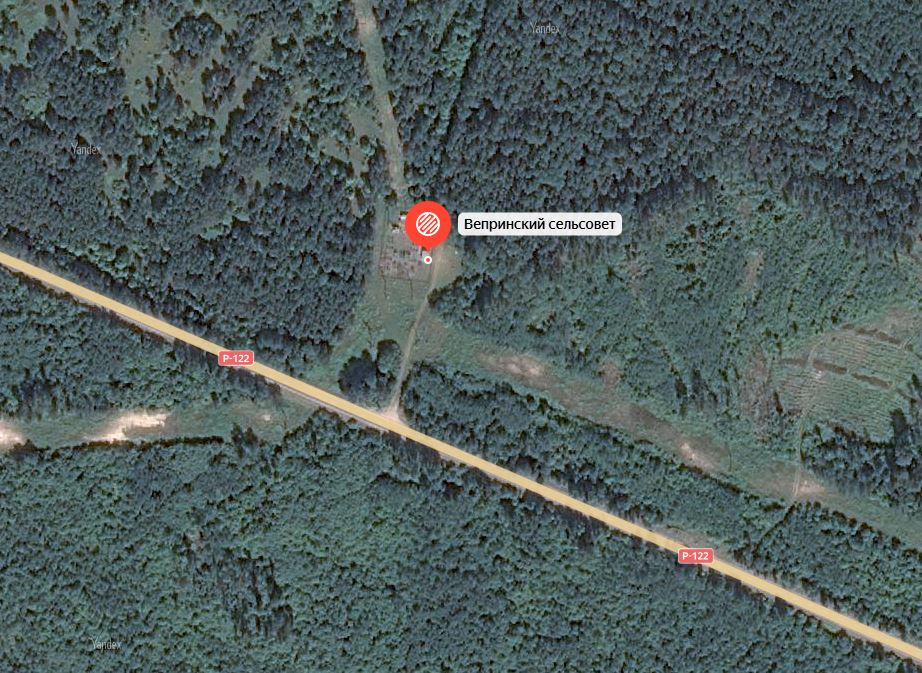 Yandex
Yandex
Вепринский сельсовет
Р-122
Р-122
Yandex